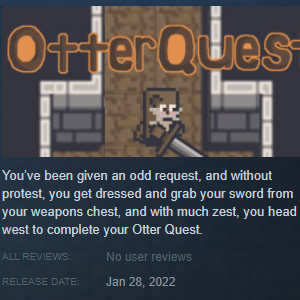 OtterQuest
You've been given an odd request, and without
protest, you get dressed and grab your sword from
your weapons chest, and with much zest, you head
west to complete your Otter Quest.
ALL REVIEWS: No user reviews
RELEASE DATE: Jan 28, 2022